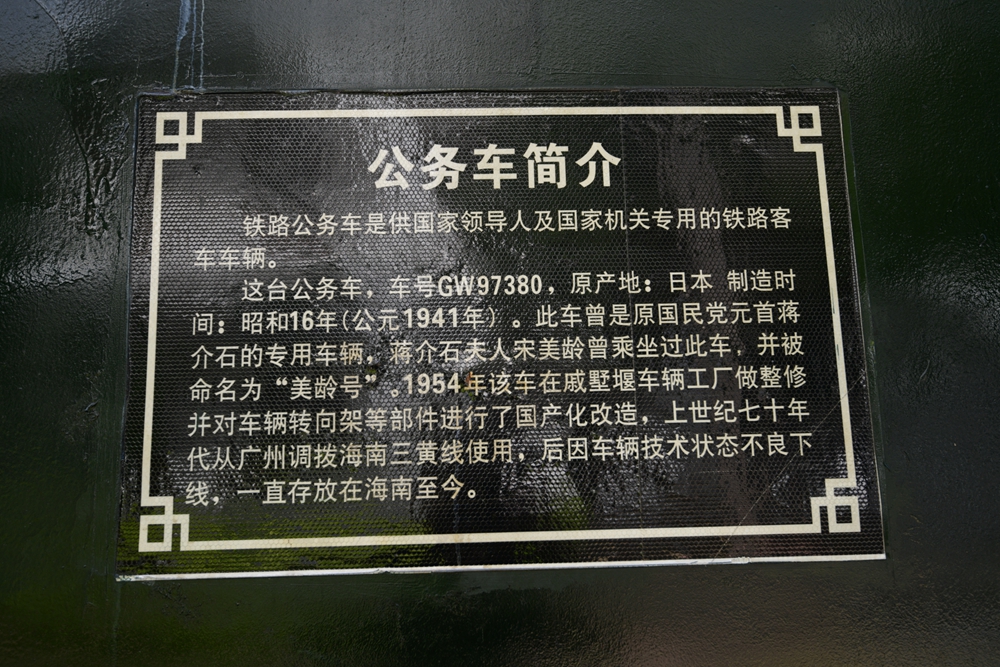 公务车简介
铁路公务车是供国家领导人及国家机关专用的铁路客
车车辆。
这台公务车，车号GW97380，原产地：日本 制造时
间：昭和16年(公元1941年）。此车曾是原国民党元首蒋
介石的专用车辆，蒋介石夫人宋美龄曾乘坐过此车，并被
命名为“美龄号”。1954年该车在戚墅堰车辆工厂做整修
并对车辆转向架等部件进行了国产化改造，上世纪七十年
代从广州调拨海南三黄线使用，后因车辆技术状态不良下
线，一直存放在海南至今。